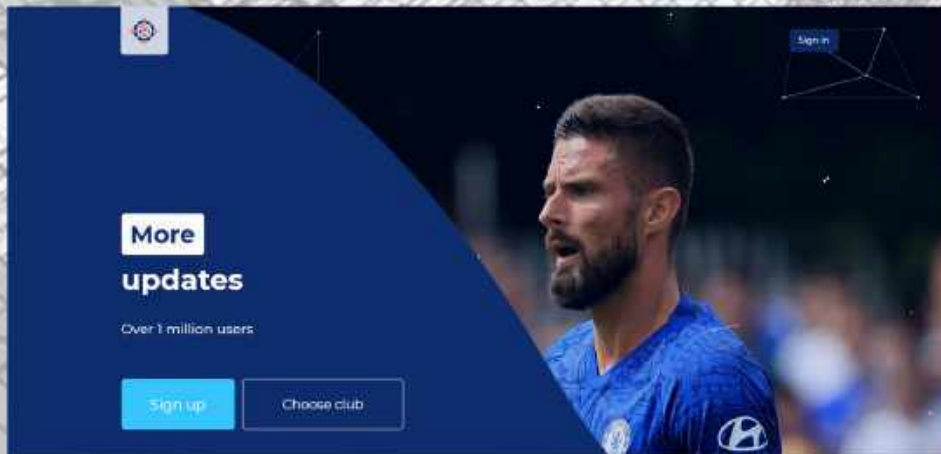 Sign in
More
updates
Over 1 million users
Sign up
Choose club